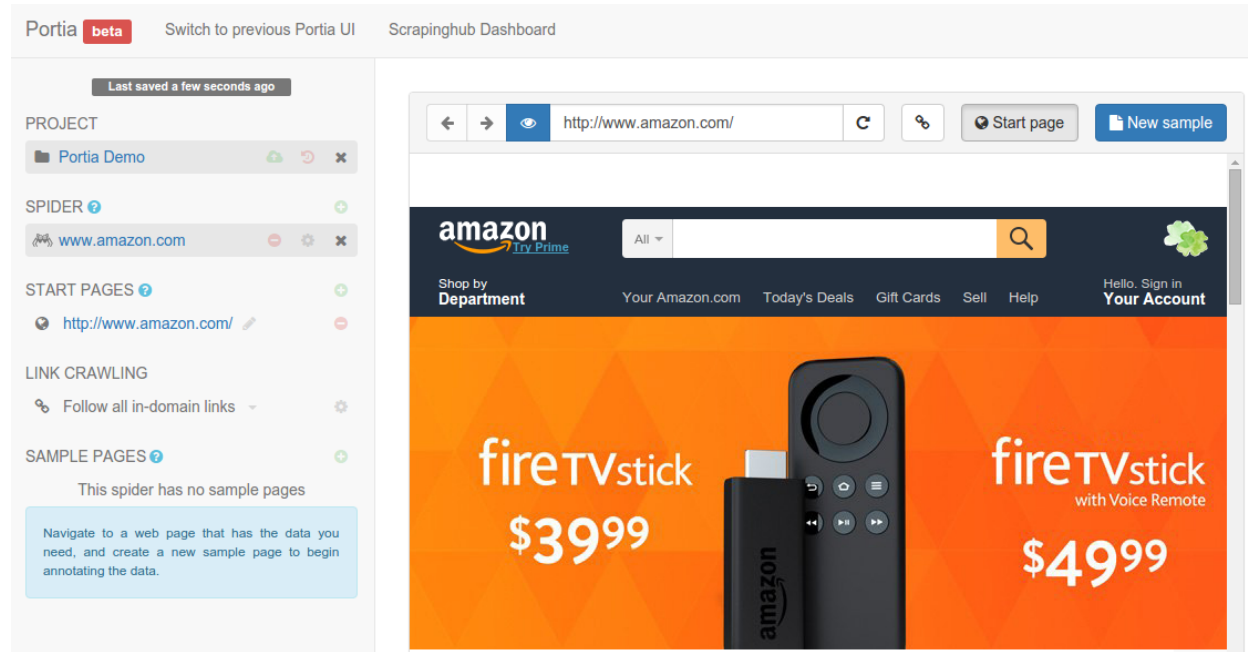 Portia beta Switch to previous Portia UI Scrapinghub Dashboard
Last saved a few seconds ago
PROJECT
Portia Demo
SPIDER
www.amazon.com
START PAGES
http://www.amazon.com/
LINK CRAWLING
Follow all in-domain links
SAMPLE PAGES
This spider has no sample pages
Navigate to a web page that has the data you
need, and create a new sample page to begin
annotating the data.
http://www.amazon.com/ Start page New sample
amazon
Try Prime
All
Shop by
Department
Your Amazon.com Today's Deals Gift Cards Sell Help
Hello. Sign in
Your Account
fireTVstick
$3999
amazon
fireTVstick
with Voice Remote
$4999